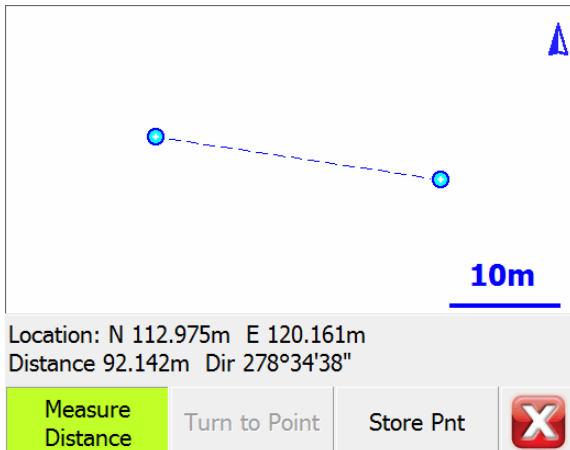 10m
Location: N 112.975m E 120.161m
Distance 92.142m Dir 278°34'38"
Measure
Distance
Turn to Point
Store Pnt